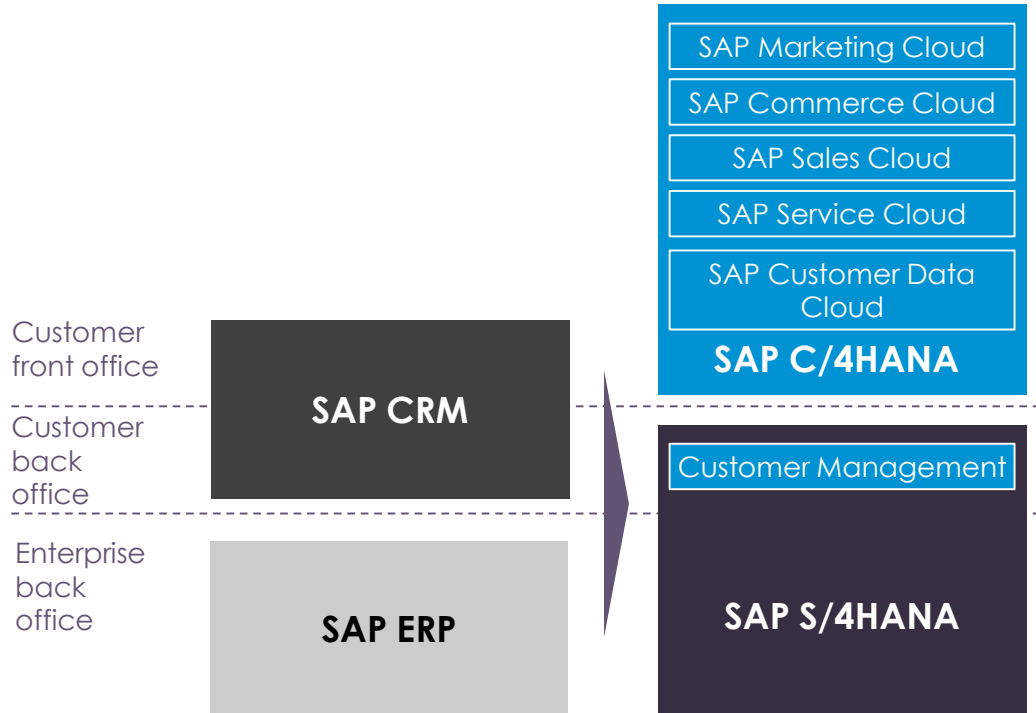 SAP Marketing Cloud
SAP Commerce Cloud
SAP Sales Cloud
SAP Service Cloud
SAP Customer Data
Cloud
SAP C/4HANA
Customer
front office
SAP CRM
Customer
back
office
Customer Management
Enterprise
back
office
SAP ERP
SAP S/4HANA